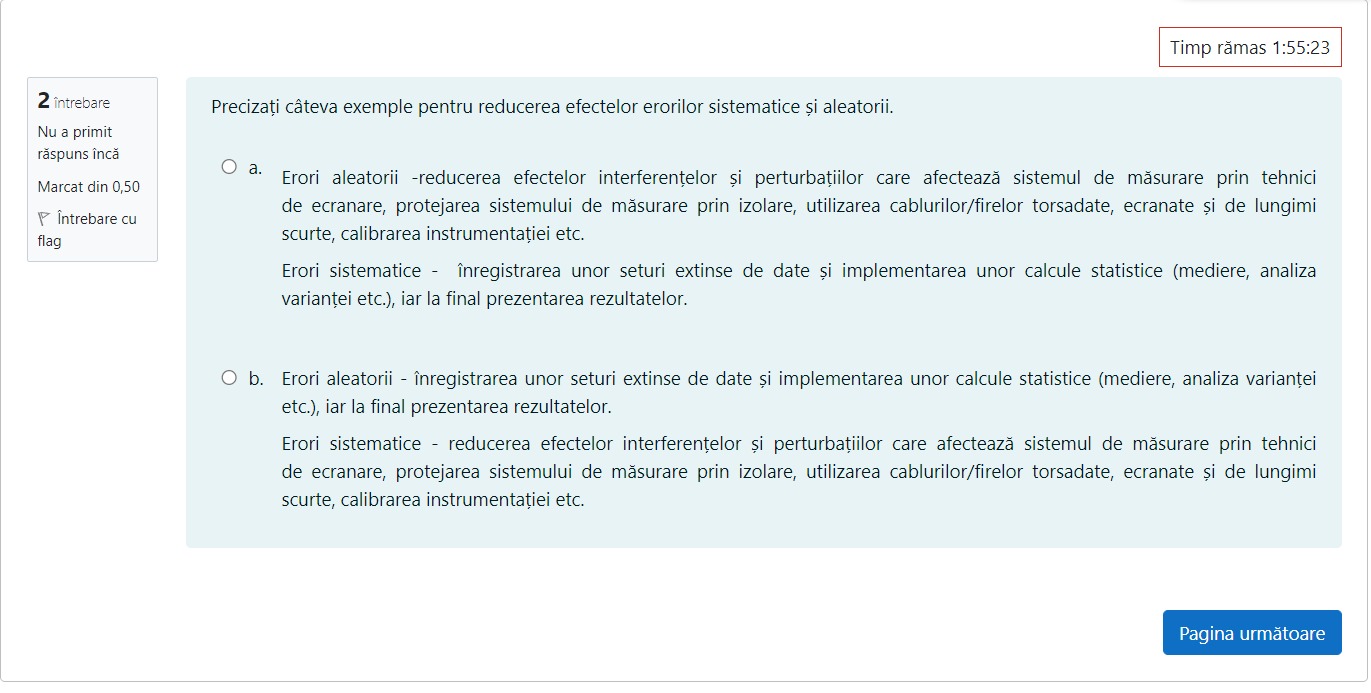 Timp rămas 1:55:23
2 întrebare
Nu a primit
răspuns încă
Marcat din 0,50
Întrebare cu
flag
Precizați câteva exemple pentru reducerea efectelor erorilor sistematice și aleatorii.
a.
Erori aleatorii -reducerea efectelor interferențelor și perturbațiilor care afectează sistemul de măsurare prin tehnici
de ecranare, protejarea sistemului de măsurare prin izolare, utilizarea cablurilor/firelor torsadate, ecranate și de lungimi
scurte, calibrarea instrumentației etc.
Erori sistematice - înregistrarea unor seturi extinse de date și implementarea unor calcule statistice (mediere, analiza
varianței etc.), iar la final prezentarea rezultatelor.
b. Erori aleatorii - înregistrarea unor seturi extinse de date și implementarea unor calcule statistice (mediere, analiza varianței
etc.), iar la final prezentarea rezultatelor.
Erori sistematice - reducerea efectelor interferențelor și perturbațiilor care afectează sistemul de măsurare prin tehnici
de ecranare, protejarea sistemului de măsurare prin izolare, utilizarea cablurilor/firelor torsadate, ecranate și de lungimi
scurte, calibrarea instrumentației etc.
Pagina următoare